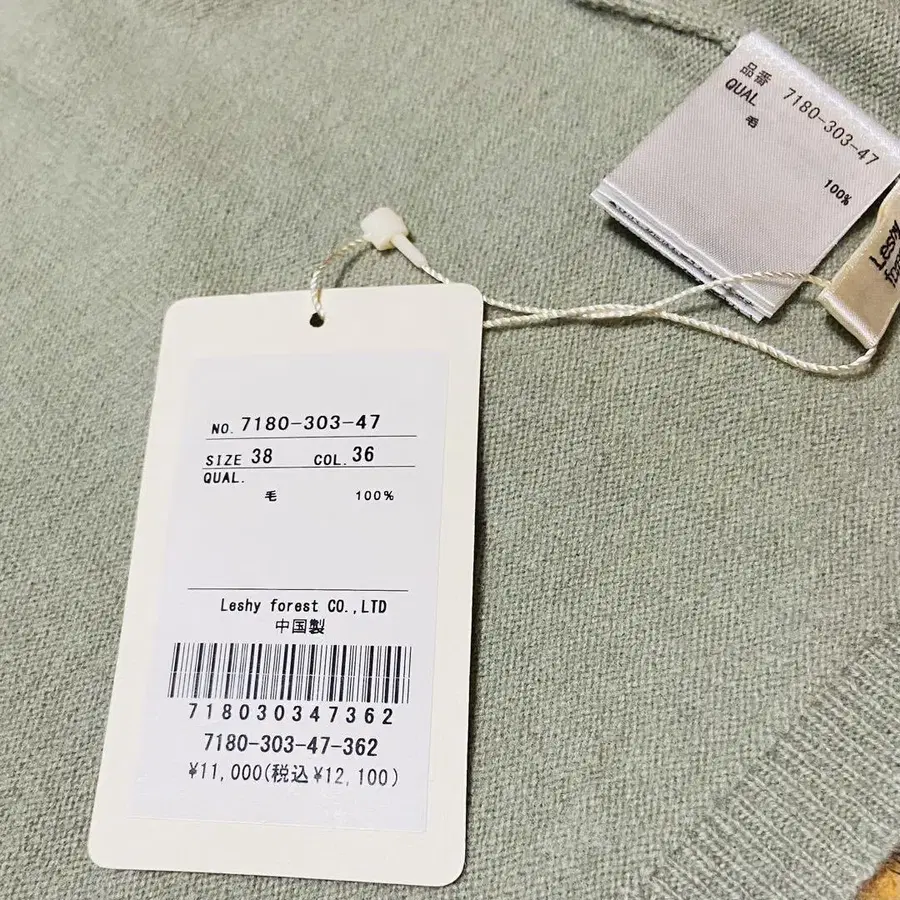 品番 7180-303-47
QUAL
毛
100%
Leshy
NO. 7180-303-47
SIZE 38 COL. 36
QUAL.
毛 100%
Leshy forest CO.,LTD
中国製
718030347362
7180-303-47-362
¥11,000(税込¥12,100)